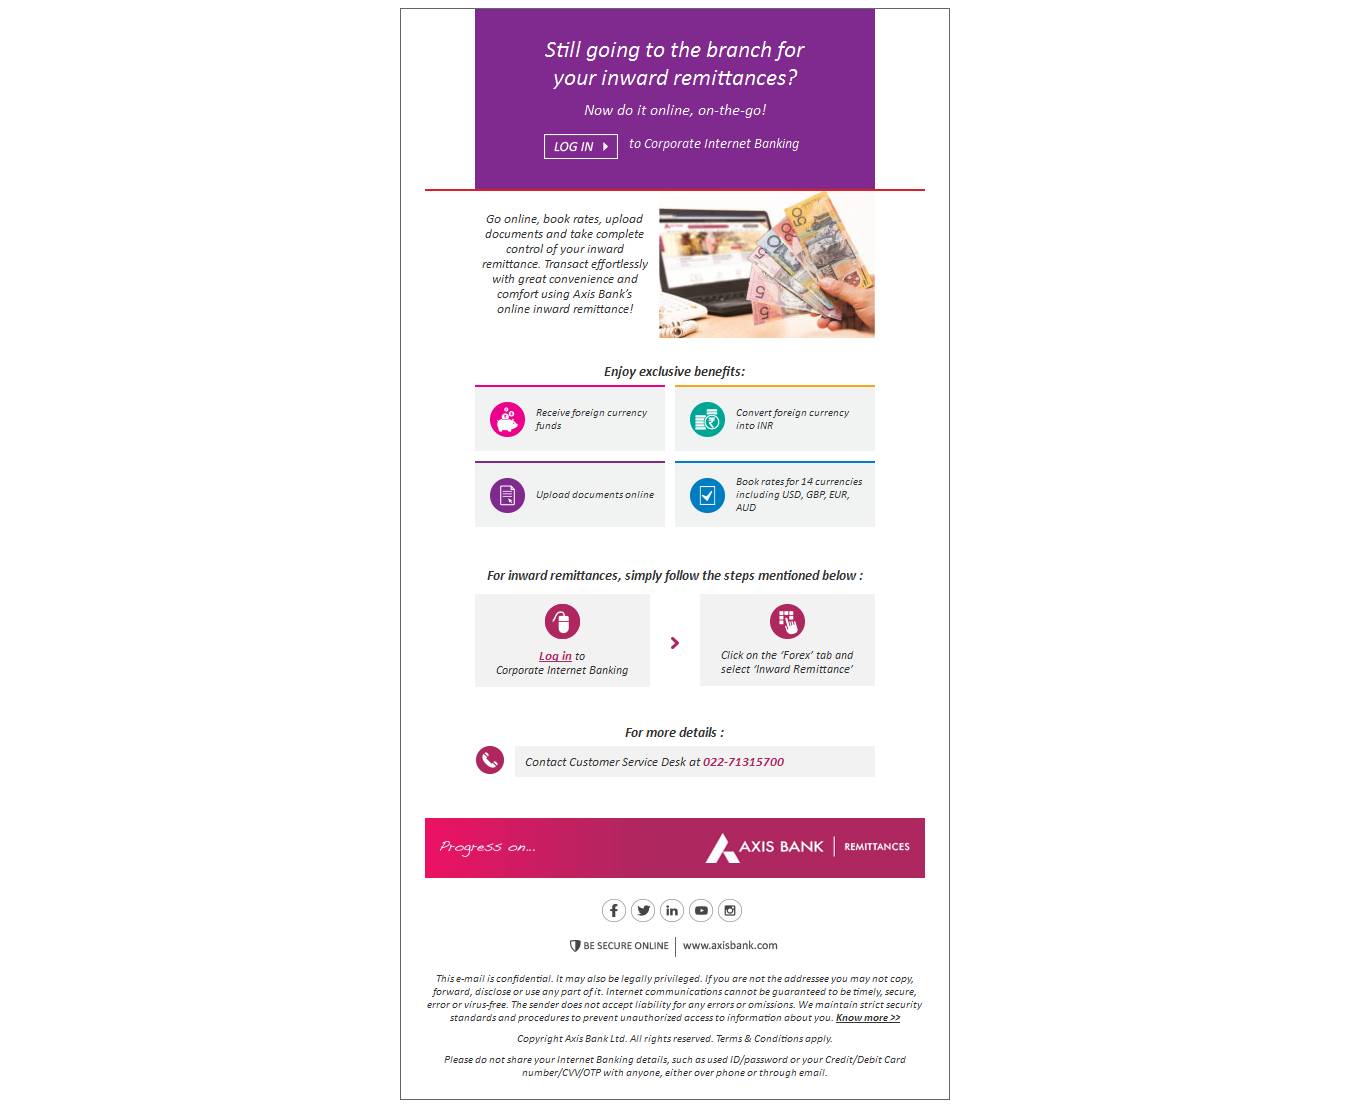 Still going to the branch for
your inward remittances?
Now do it online, on-the-go!
LOG IN to Corporate Internet Banking
Go online, book rates, upload
documents and take complete
control of your inward
remittance. Transact effortlessly
with great convenience and
comfort using Axis Bank’s
online inward remittance!
Enjoy exclusive benefits:
Receive foreign currency
funds
Convert foreign currency
into INR
Upload documents online
Book rates for 14 currencies
including USD, GBP, EUR,
AUD
For inward remittances, simply follow the steps mentioned below :
Log in to
Corporate Internet Banking
Click on the ‘Forex’ tab and
select ‘Inward Remittance’
For more details :
Contact Customer Service Desk at 022-71315700
Progress on...
AXIS BANK | REMITTANCES
BE SECURE ONLINE | www.axisbank.com
This e-mail is confidential. It may also be legally privileged. If you are not the addressee you may not copy,
forward, disclose or use any part of it. Internet communications cannot be guaranteed to be timely, secure,
error or virus-free. The sender does not accept liability for any errors or omissions. We maintain strict security
standards and procedures to prevent unauthorized access to information about you. Know more >>
Copyright Axis Bank Ltd. All rights reserved. Terms & Conditions apply.
Please do not share your Internet Banking details, such as used ID/password or your Credit/Debit Card
number/CVV/OTP with anyone, either over phone or through email.